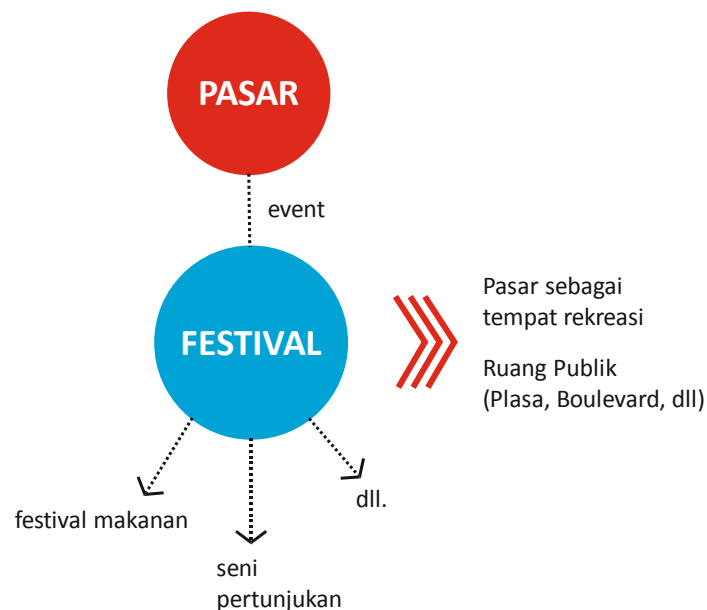 PASAR
event
FESTIVAL
Pasar sebagai
tempat rekreasi
Ruang Publik
(Plasa, Boulevard, dll)
festival makanan
seni
pertunjukan
dll.